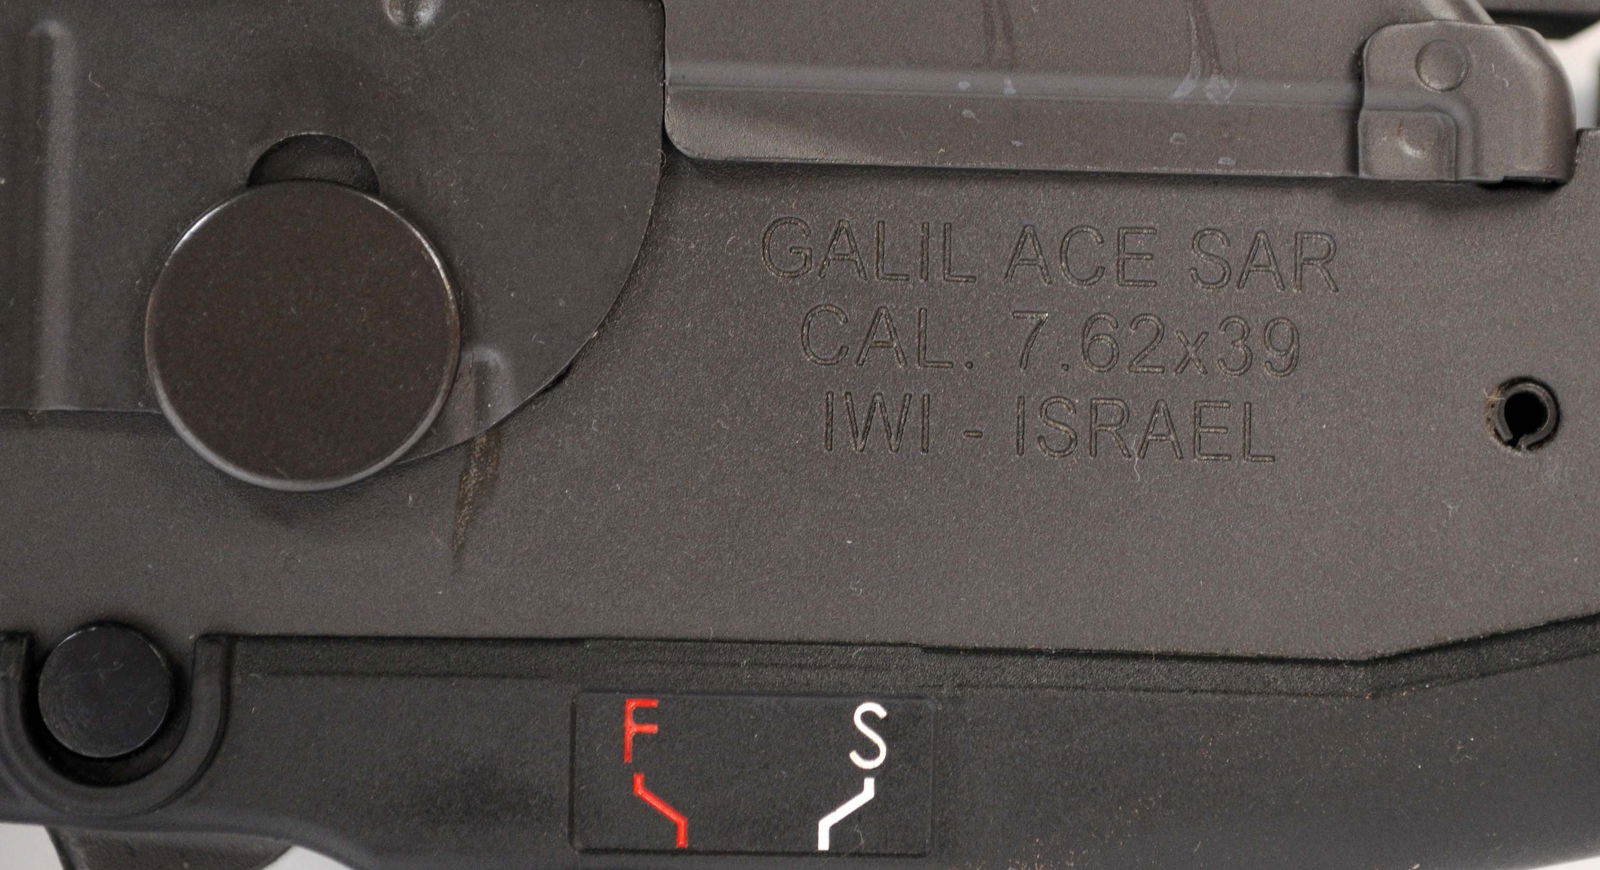 GALIL ACE SAR
CAL. 7.62x39
IWI - ISRAEL
F S